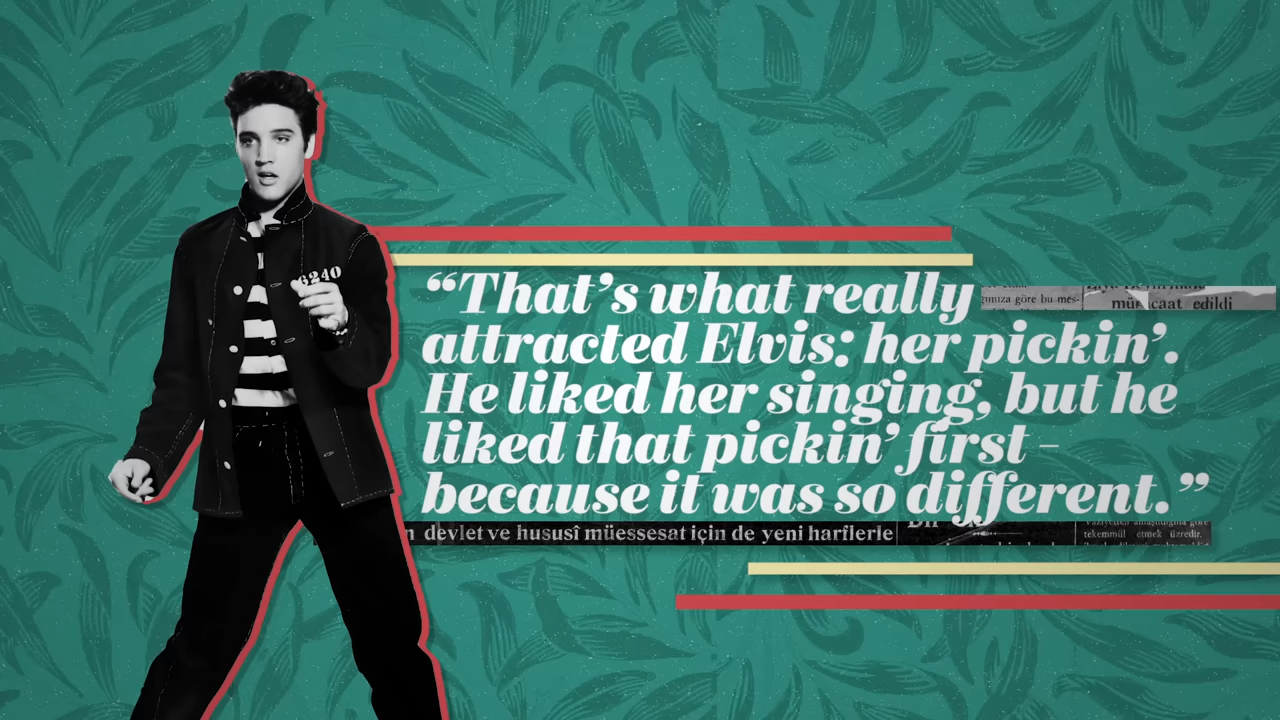 6240
“That’s what really
attracted Elvis: her pickin’.
He liked her singing, but he
liked that pickin’ first –
because it was so different.”
göre bu mes-
müracaat edildi
devlet ve hususî müessesat için de yeni harflerle
Bir
tekemmül etmek üzredir.